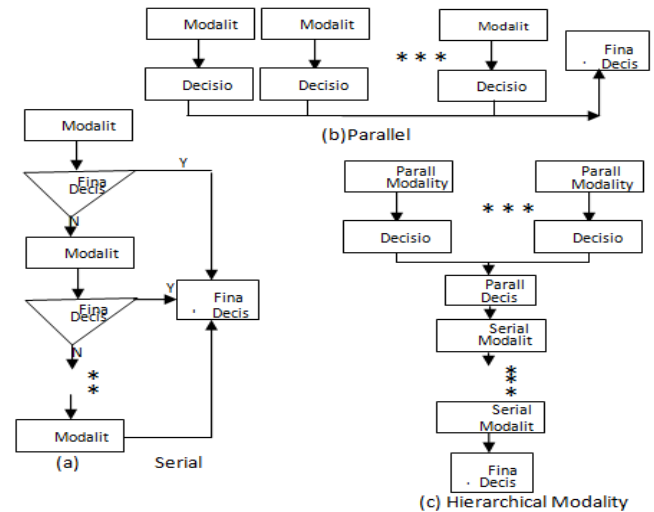 Modalit
Modalit
Modalit
Fina
Decis
* * *
Decisio
Decisio
Decisio
(b)Parallel
Modalit
Fina
Decis
Y
N
Modalit
Fina
Decis
Y
N
Fina
Decis
*
*
Modalit
(a) Serial
Parall
Modality
Parall
Modality
* * *
Decisio
Decisio
Parall
Decis
Serial
Modalit
*
*
*
Serial
Modalit
Fina
Decis
(c) Hierarchical Modality